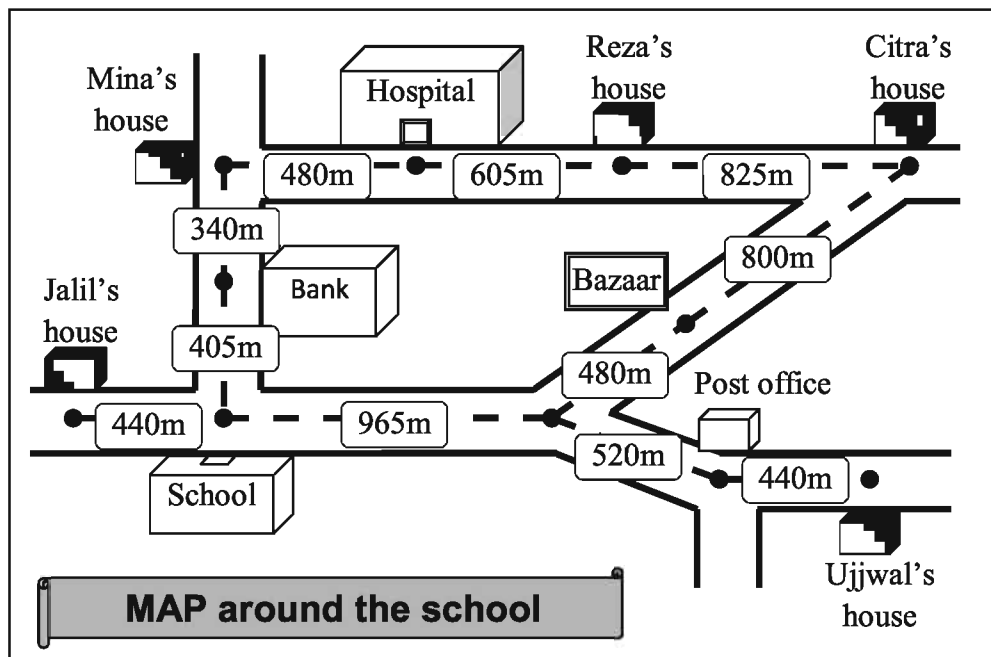 Mina's
house
Hospital
Reza's
house
Citra's
house
480m
605m
825m
340m
800m
Bank
Bazaar
Jalil's
house
405m
480m
Post office
440m
965m
520m
440m
School
Ujjwal's
house
MAP around the school